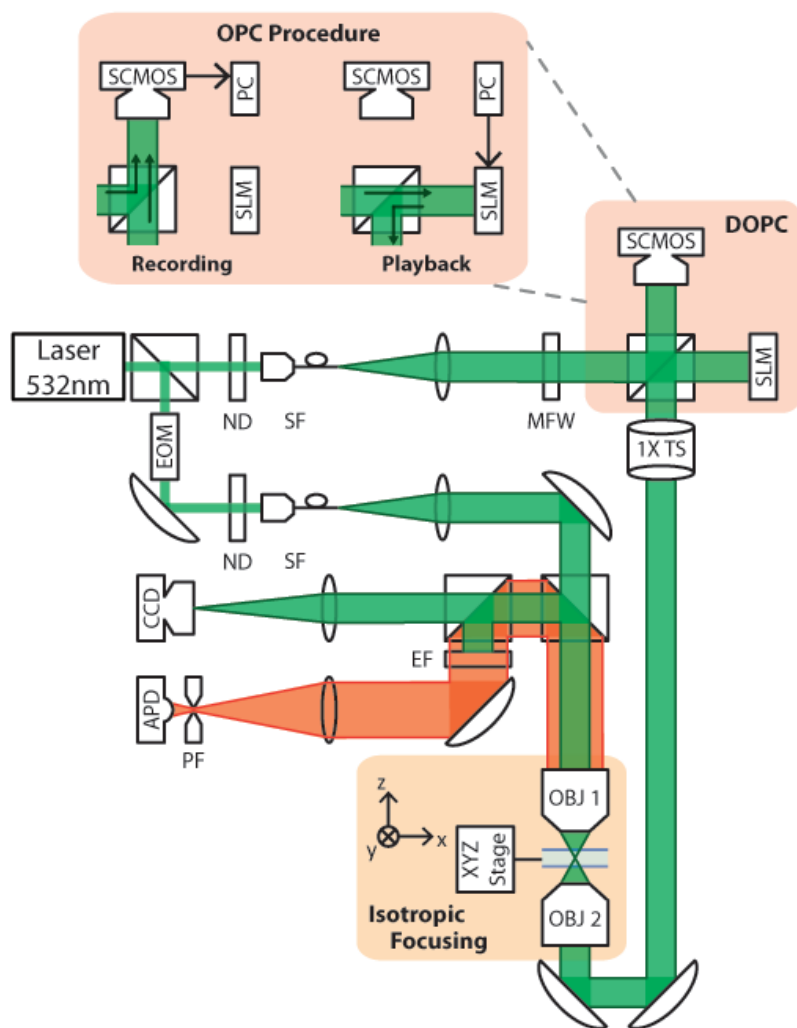 OPC Procedure
SCMOS
PC
SLM
Recording
SCMOS
PC
SLM
Playback
DOPC
SCMOS
SLM
Laser
532nm
ND
SF
MFW
1X TS
EOM
ND
SF
CCD
EF
APD
PF
z
y
x
XYZ
Stage
OBJ 1
OBJ 2
Isotropic
Focusing